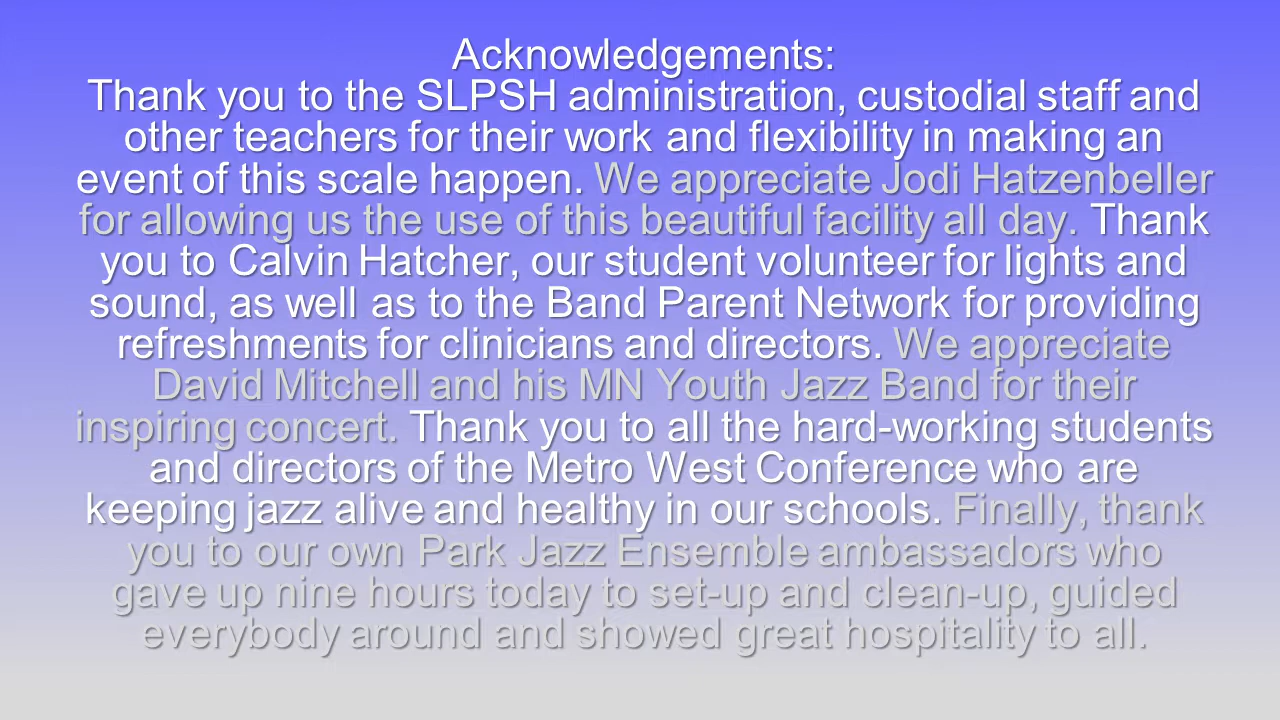 Acknowledgements:
Thank you to the SLPSH administration, custodial staff and
other teachers for their work and flexibility in making an
event of this scale happen. We appreciate Jodi Hatzenbeller
for allowing us the use of this beautiful facility all day. Thank
you to Calvin Hatcher, our student volunteer for lights and
sound, as well as to the Band Parent Network for providing
refreshments for clinicians and directors. We appreciate
David Mitchell and his MN Youth Jazz Band for their
inspiring concert. Thank you to all the hard-working students
and directors of the Metro West Conference who are
keeping jazz alive and healthy in our schools. Finally, thank
you to our own Park Jazz Ensemble ambassadors who
gave up nine hours today to set-up and clean-up, guided
everybody around and showed great hospitality to all.